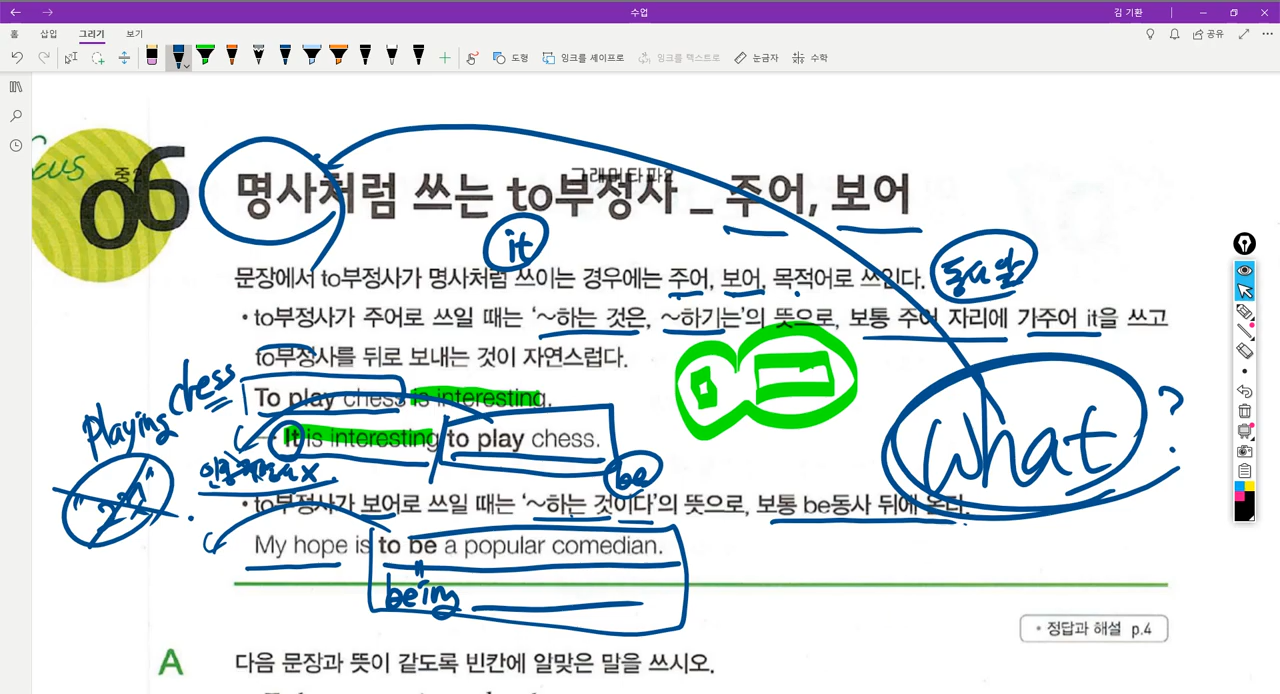 수업
김 기환
홈 삽입 그리기 보기
공유
도형 잉크를 셰이프로 잉크를 텍스트로 눈금자 수학
cus
중2
그래머타파2
06 명사처럼 쓰는 to부정사 _ 주어, 보어
it
문장에서 to부정사가 명사처럼 쓰이는 경우에는 주어, 보어, 목적어로 쓰인다.
• to부정사가 주어로 쓰일 때는 '~하는 것은, ~하기는'의 뜻으로, 보통 주어 자리에 가주어 it을 쓰고
to부정사를 뒤로 보내는 것이 자연스럽다.
To play chess is interesting.
playing chess
→ It is interesting to play chess.
what?
be
• to부정사가 보어로 쓰일 때는 '~하는 것이다'의 뜻으로, 보통 be동사 뒤에 온다.
My hope is to be a popular comedian.
being
• 정답과 해설 p.4
A 다음 문장과 뜻이 같도록 빈칸에 알맞은 말을 쓰시오.